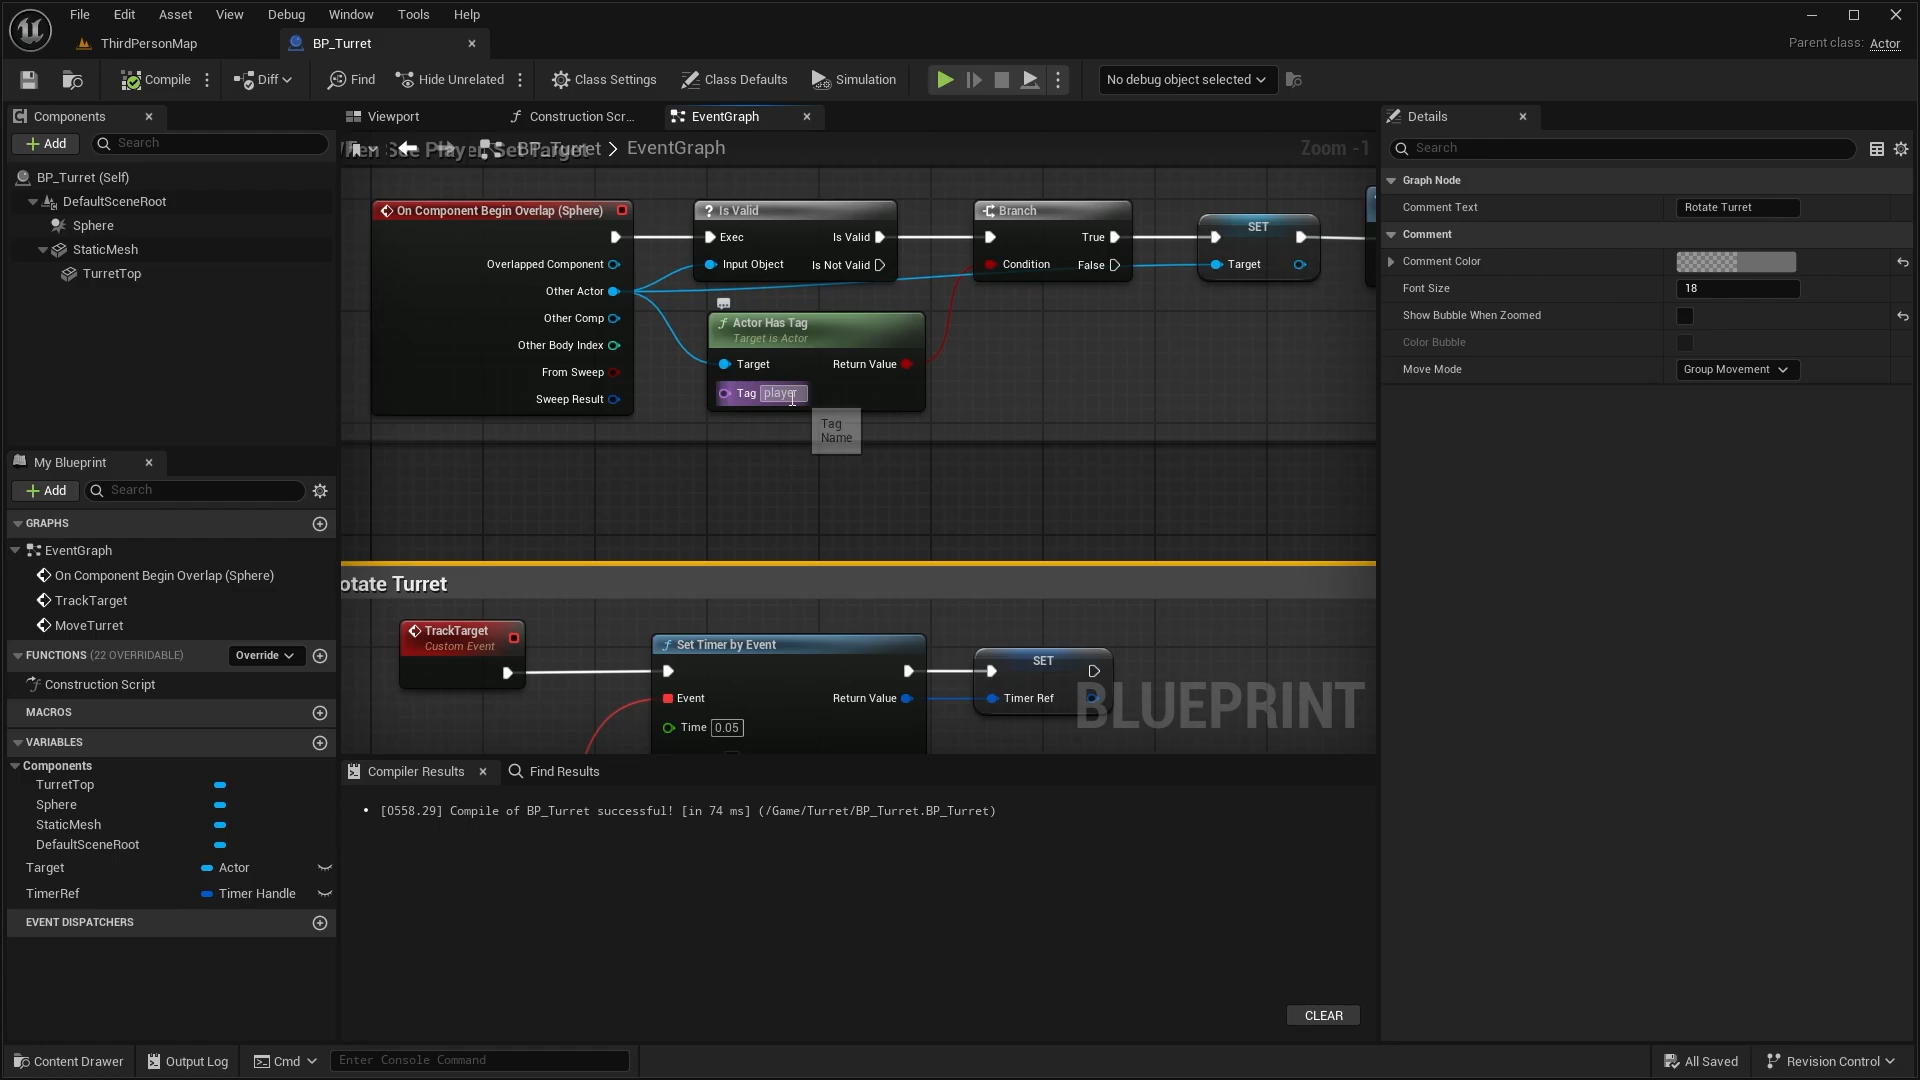 File Edit Asset View Debug Window Tools Help
ThirdPersonMap
BP_Turret
Parent class: Actor
Compile
Diff
Find
Hide Unrelated
Class Settings
Class Defaults
Simulation
No debug object selected
Components
Add
Search
BP_Turret (Self)
DefaultSceneRoot
Sphere
StaticMesh
TurretTop
My Blueprint
Add
Search
GRAPHS
EventGraph
On Component Begin Overlap (Sphere)
TrackTarget
MoveTurret
FUNCTIONS (22 OVERRIDABLE)
Override
Construction Script
MACROS
VARIABLES
Components
TurretTop
Sphere
StaticMesh
DefaultSceneRoot
Target
Actor
TimerRef
Timer Handle
EVENT DISPATCHERS
Viewport
Construction Scr...
EventGraph
See Player, Set Target
BP_Turret > EventGraph
Zoom -1
On Component Begin Overlap (Sphere)
Overlapped Component
Other Actor
Other Comp
Other Body Index
From Sweep
Sweep Result
Is Valid
Exec
Is Valid
Input Object
Is Not Valid
Actor Has Tag
Target is Actor
Target
Return Value
Tag player
Tag
Name
Branch
True
Condition
False
SET
Target
otate Turret
TrackTarget
Custom Event
Set Timer by Event
Event
Return Value
Time 0.05
SET
Timer Ref
BLUEPRINT
Compiler Results
Find Results
• [0558.29] Compile of BP_Turret successful! [in 74 ms] (/Game/Turret/BP_Turret.BP_Turret)
CLEAR
Details
Search
Graph Node
Comment Text
Rotate Turret
Comment
Comment Color
Font Size
18
Show Bubble When Zoomed
Color Bubble
Move Mode
Group Movement
Content Drawer
Output Log
Cmd
Enter Console Command
All Saved
Revision Control